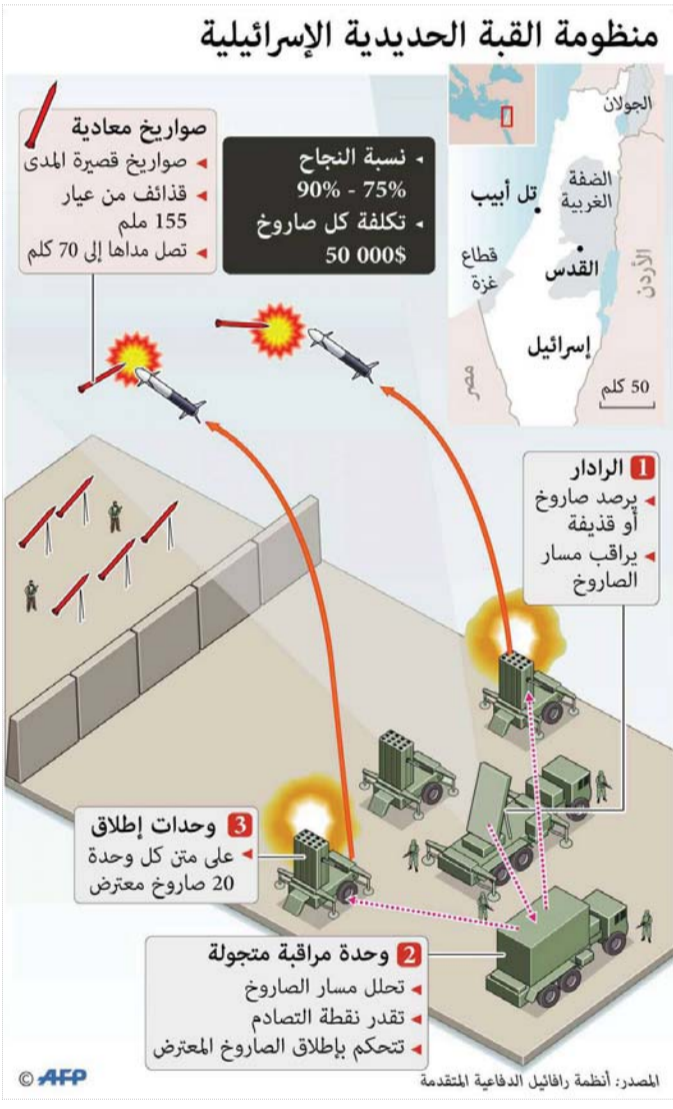 منظومة القبة الحديدية الإسرائيلية
الجولان
الضفة
الغربية
تل أبيب
القدس
قطاع
غزة
الأردن
إسرائيل
مصر
50 كلم
◂ نسبة النجاح
75% - 90%
◂ تكلفة كل صاروخ
50 000$
صواريخ معادية
◂ صواريخ قصيرة المدى
◂ قذائف من عيار
155 ملم
◂ تصل مداها إلى 70 كلم
1 الرادار
◂ يرصد صاروخ
أو قذيفة
◂ يراقب مسار
الصاروخ
3 وحدات إطلاق
◂ على متن كل وحدة
20 صاروخ معترض
2 وحدة مراقبة متجولة
◂ تحلل مسار الصاروخ
◂ تقدر نقطة التصادم
◂ تتحكم بإطلاق الصاروخ المعترض
المصدر: أنظمة رافائيل الدفاعية المتقدمة
© AFP